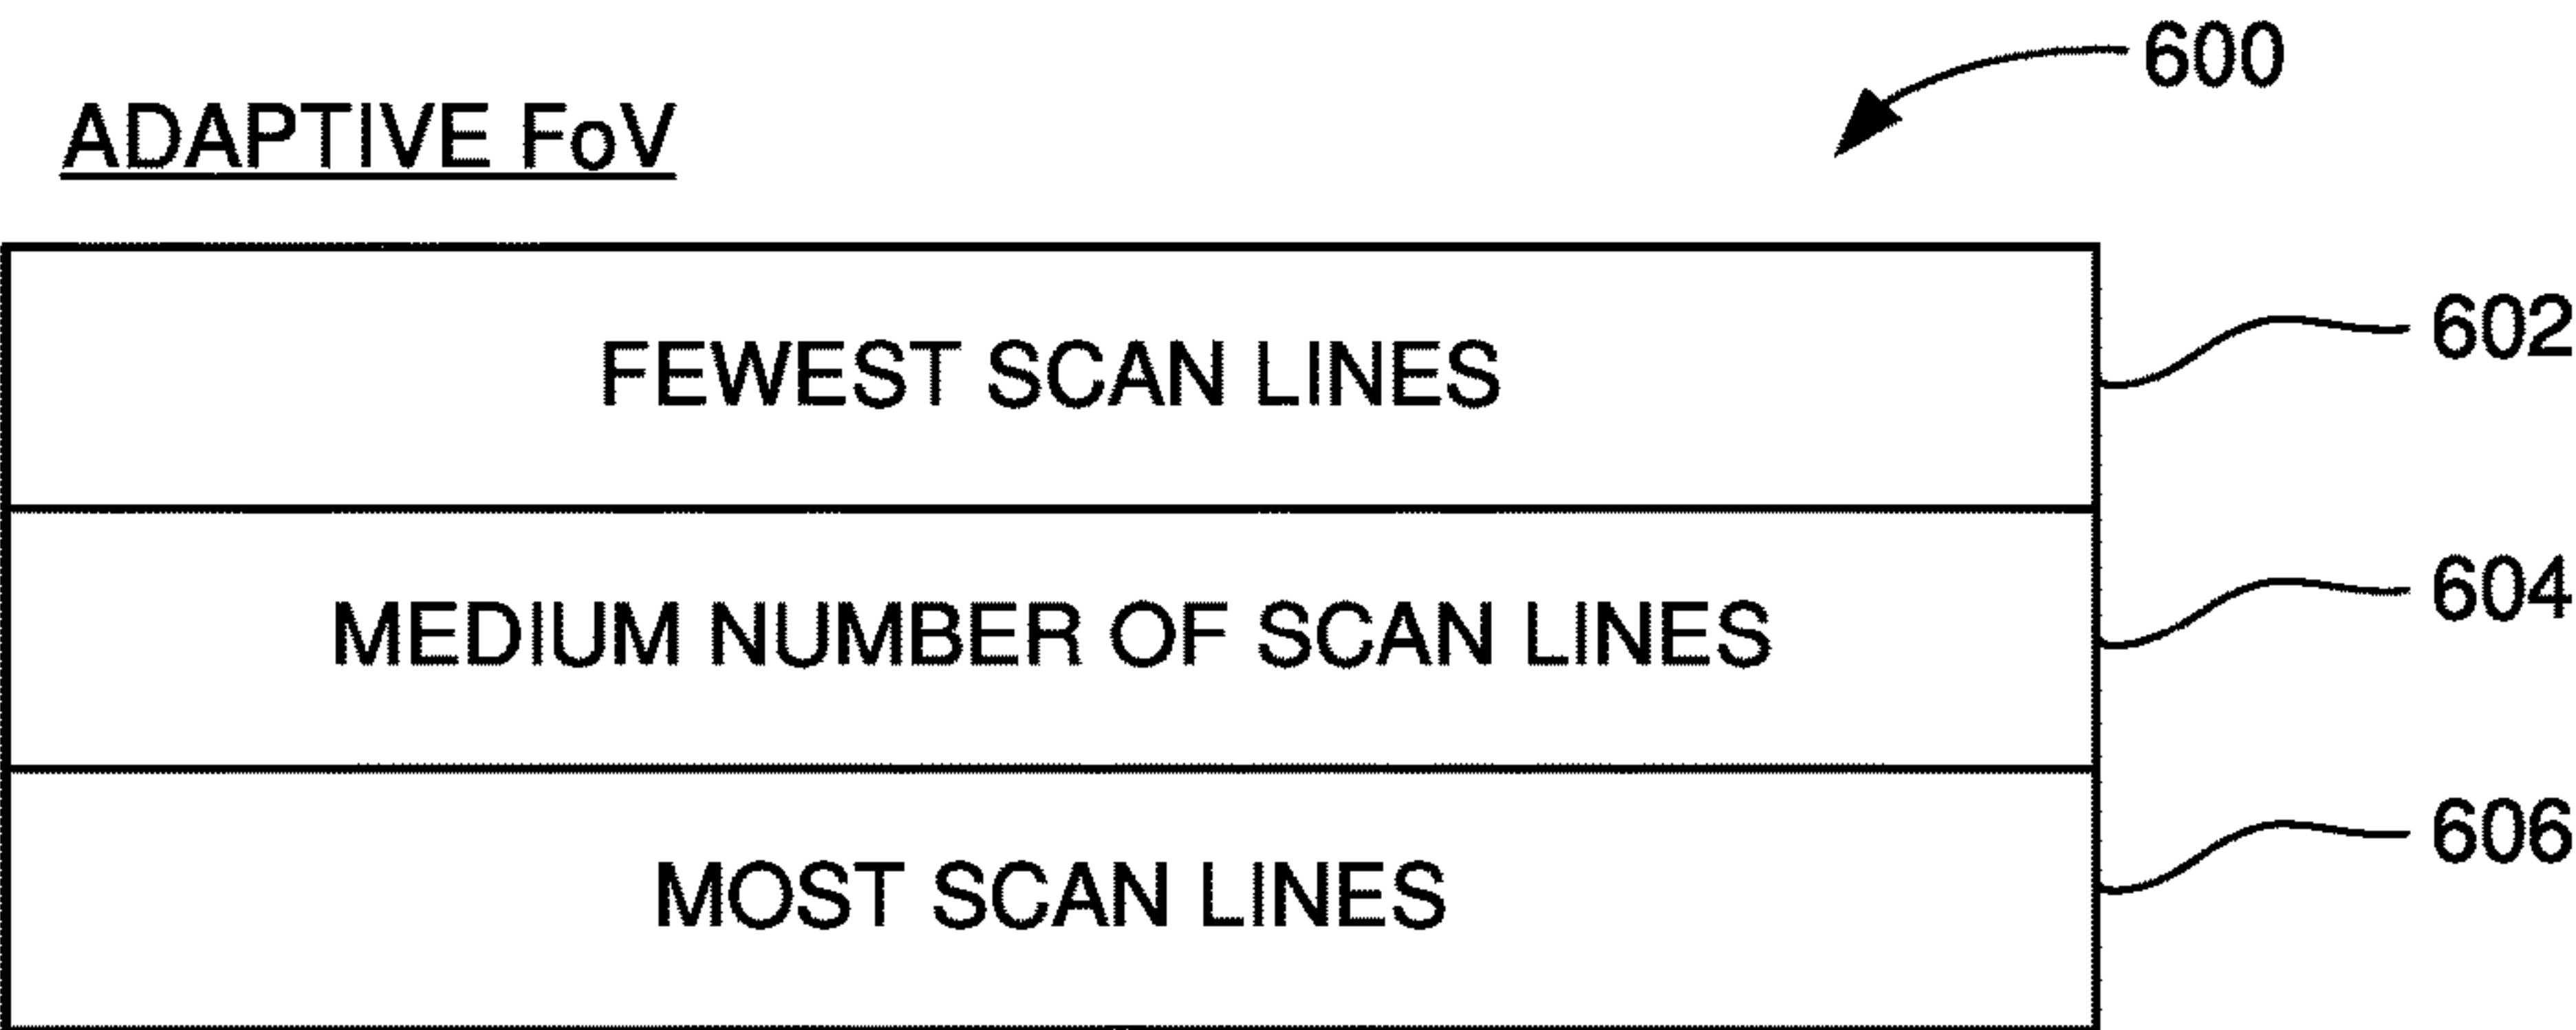 600
ADAPTIVE FoV
FEWEST SCAN LINES
602
MEDIUM NUMBER OF SCAN LINES
604
MOST SCAN LINES
606